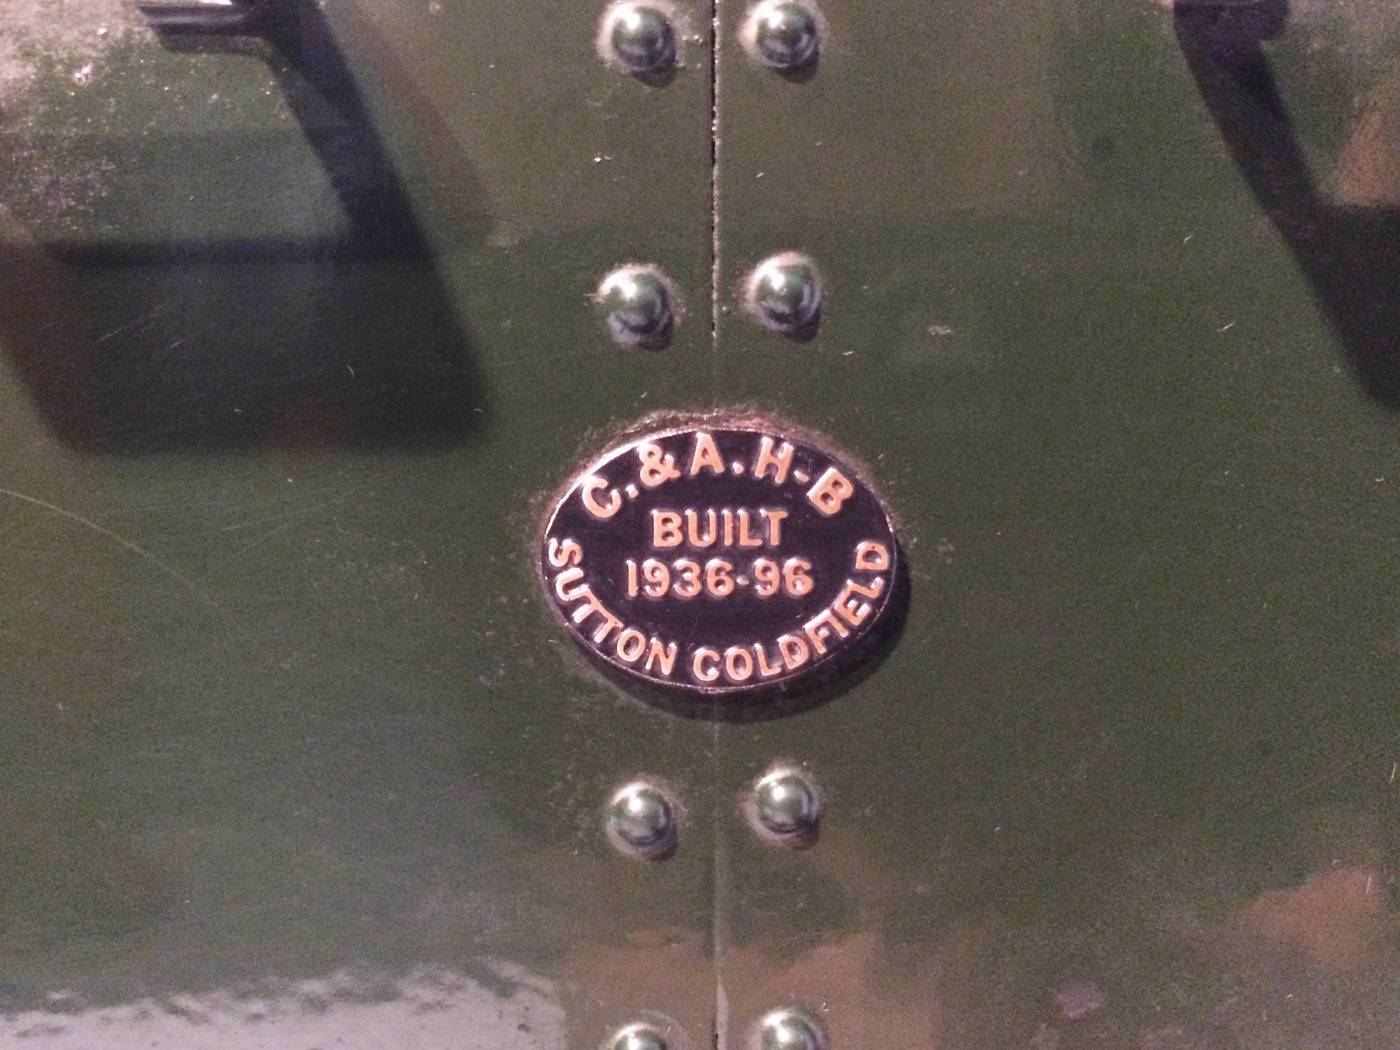 C.&A.H-B
BUILT
1936-96
SUTTON COLDFIELD